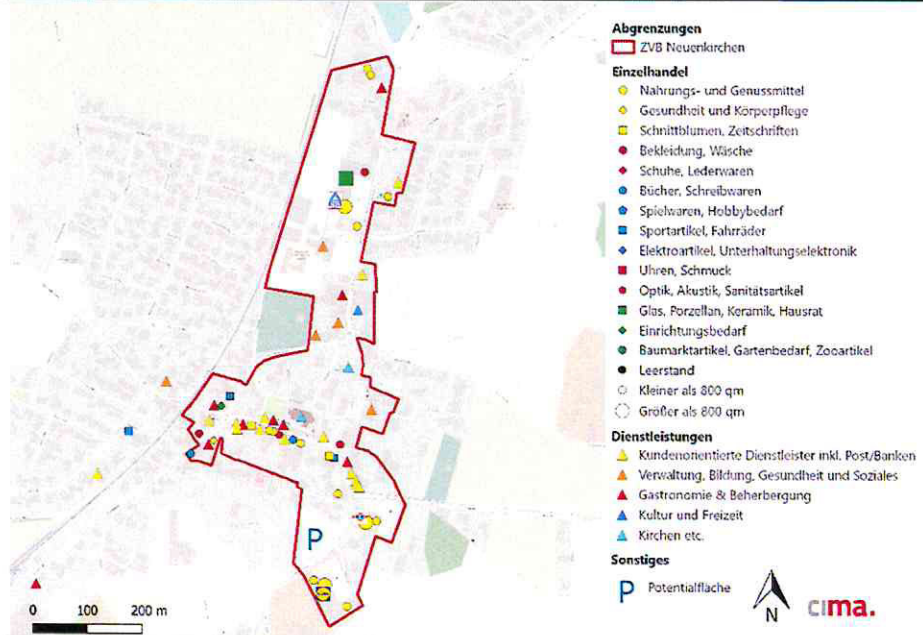 Abgrenzungen
ZVB Neuenkirchen
Einzelhandel
Nahrungs- und Genussmittel
Gesundheit und Körperpflege
Schnittblumen, Zeitschriften
Bekleidung, Wäsche
Schuhe, Lederwaren
Bücher, Schreibwaren
Spielwaren, Hobbybedarf
Sportartikel, Fahrräder
Elektroartikel, Unterhaltungselektronik
Uhren, Schmuck
Optik, Akustik, Sanitätsartikel
Glas, Porzellan, Keramik, Hausrat
Einrichtungsbedarf
Baumarktartikel, Gartenbedarf, Zooartikel
Leerstand
Kleiner als 800 qm
Größer als 800 qm
Dienstleistungen
Kundenorientierte Dienstleister inkl. Post/Banken
Verwaltung, Bildung, Gesundheit und Soziales
Gastronomie & Beherbergung
Kultur und Freizeit
Kirchen etc.
Sonstiges
P Potentialfläche
N
cima.
P
0 100 200 m